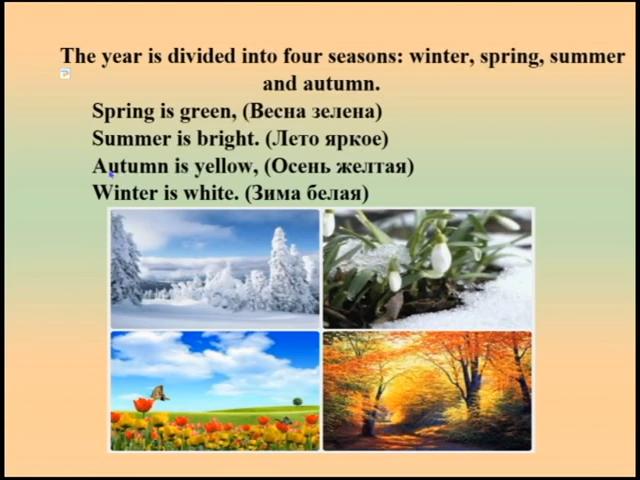 The year is divided into four seasons: winter, spring, summer
and autumn.
Spring is green, (Весна зелена)
Summer is bright. (Лето яркое)
Autumn is yellow, (Осень желтая)
Winter is white. (Зима белая)